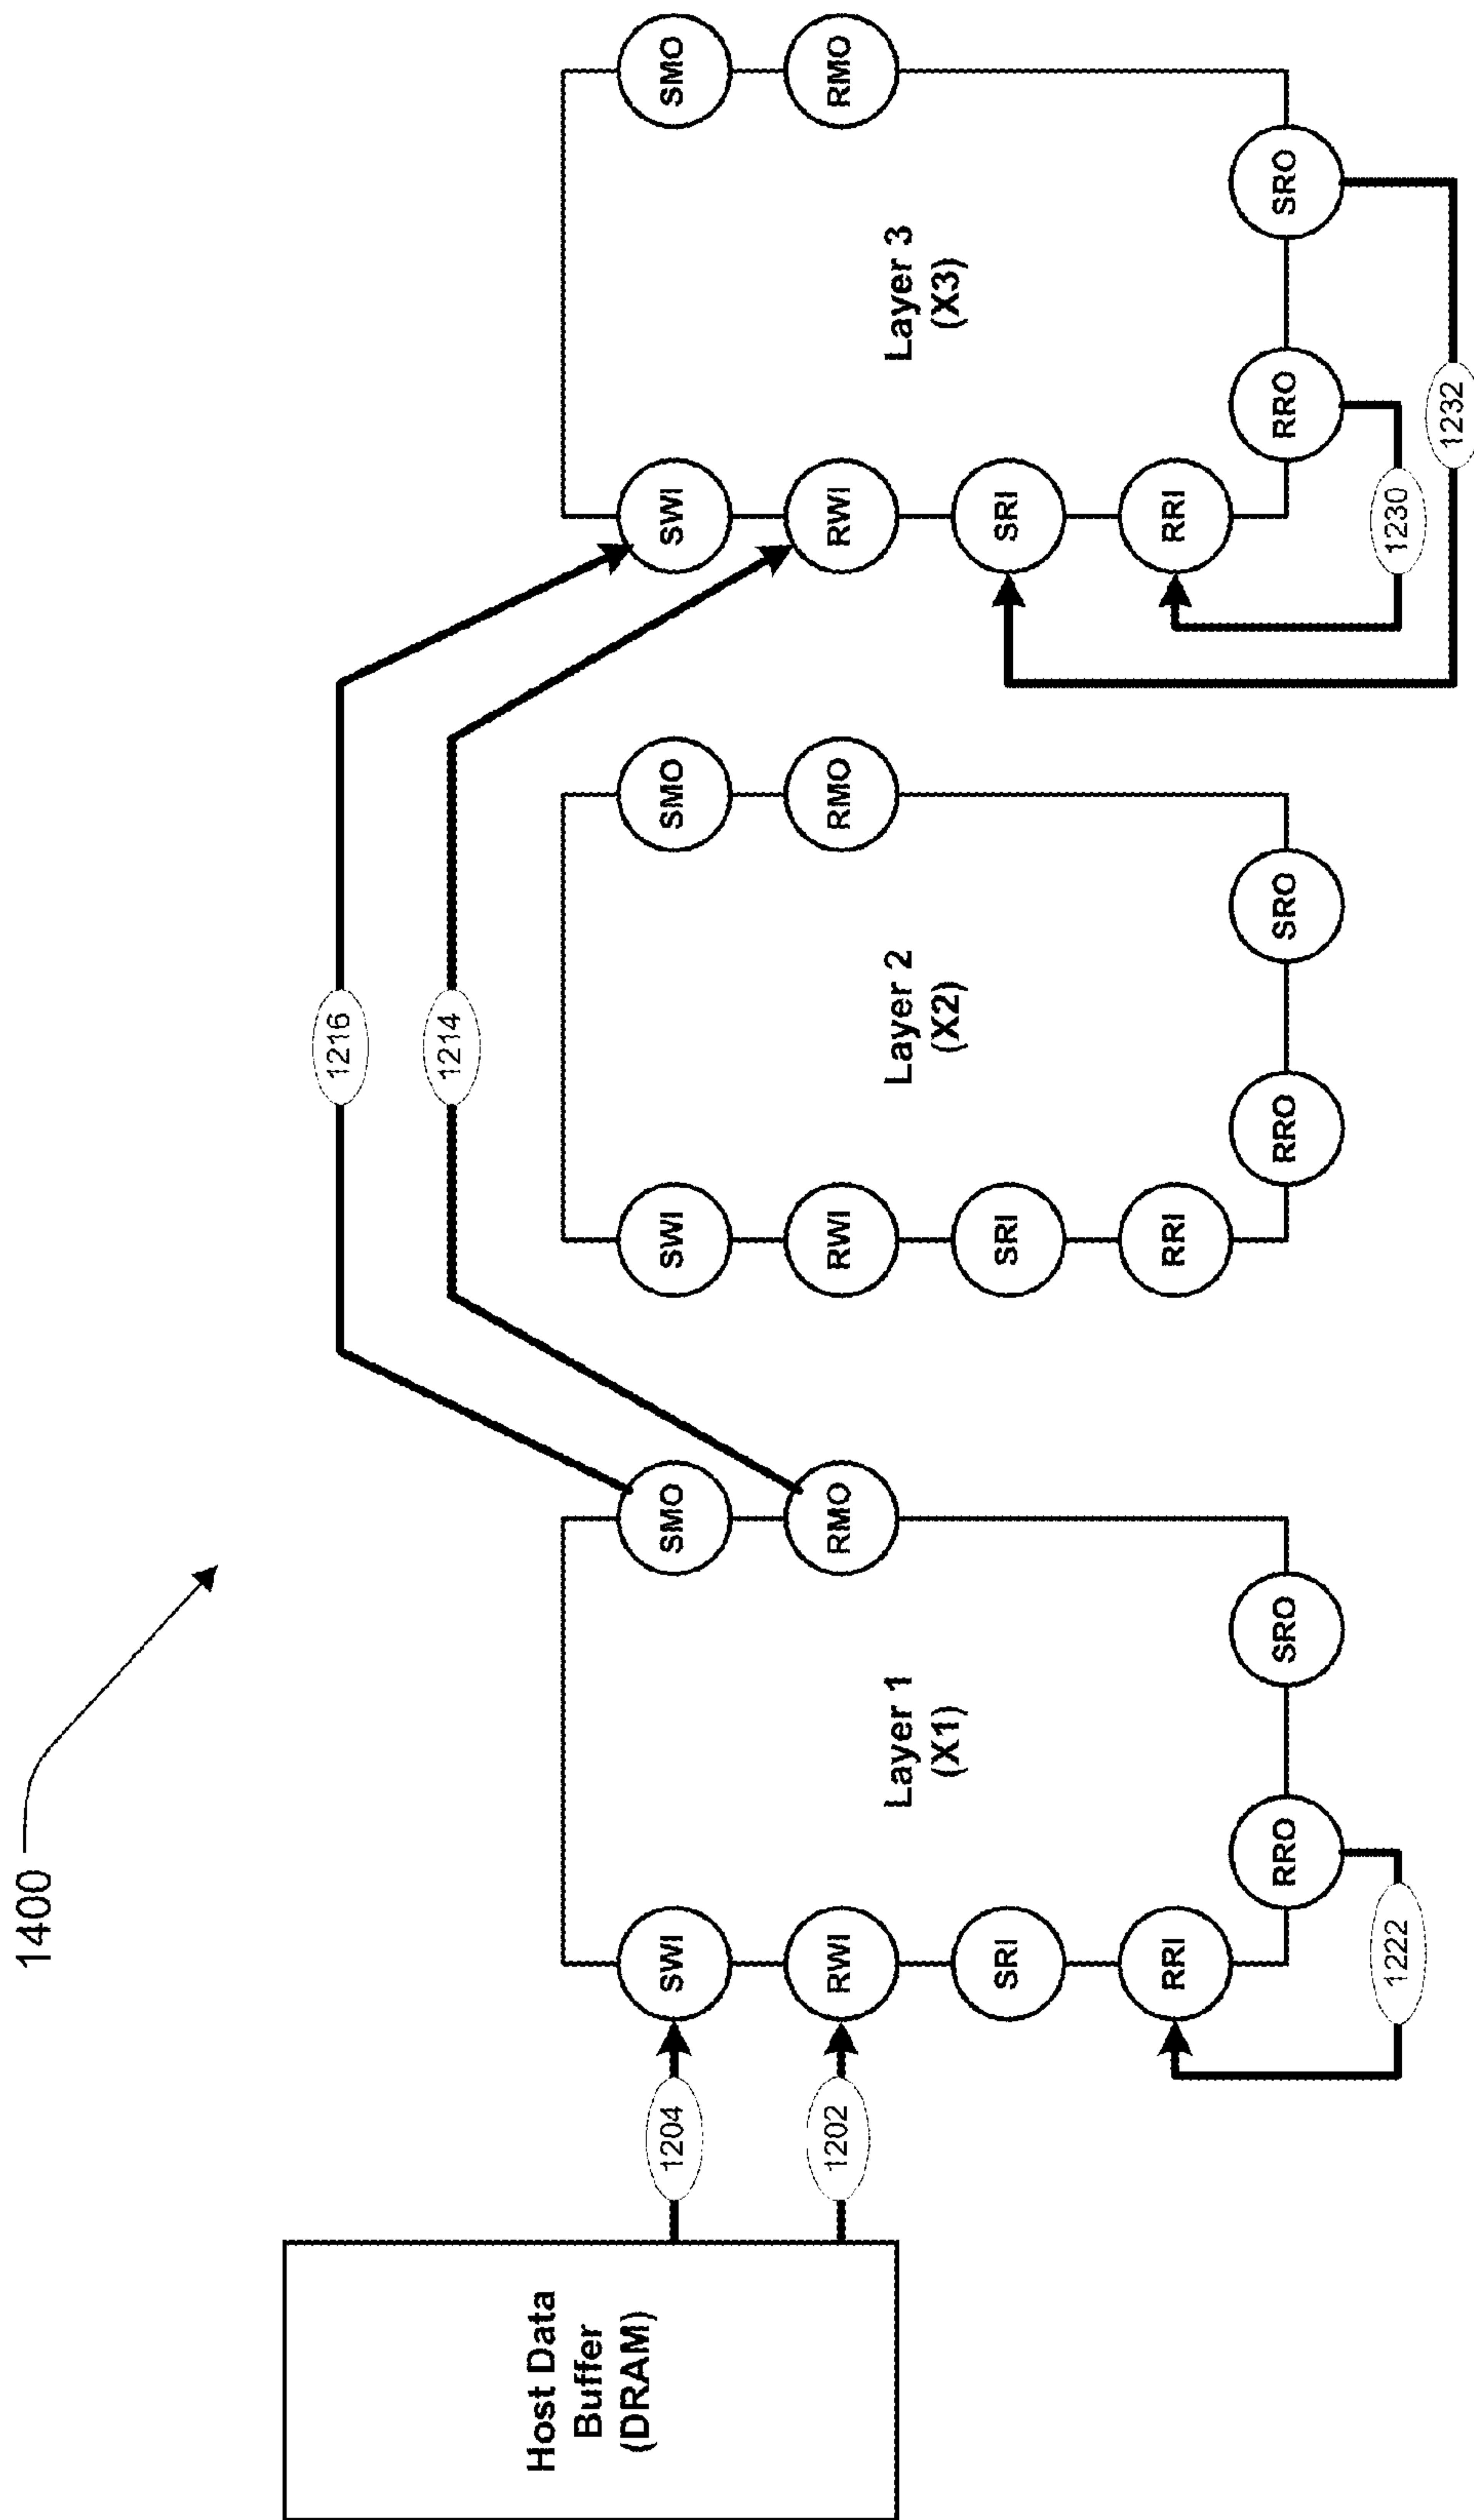 1400
1216
1214
Host Data
Buffer
(DRAM)
1204
1202
SWI
RWI
SRI
RRI
Layer 1
(X1)
SMO
RMO
RRO
SRO
1222
SWI
RWI
SRI
RRI
Layer 2
(X2)
SMO
RMO
RRO
SRO
SWI
RWI
SRI
RRI
Layer 3
(X3)
SMO
RMO
RRO
SRO
1230
1232